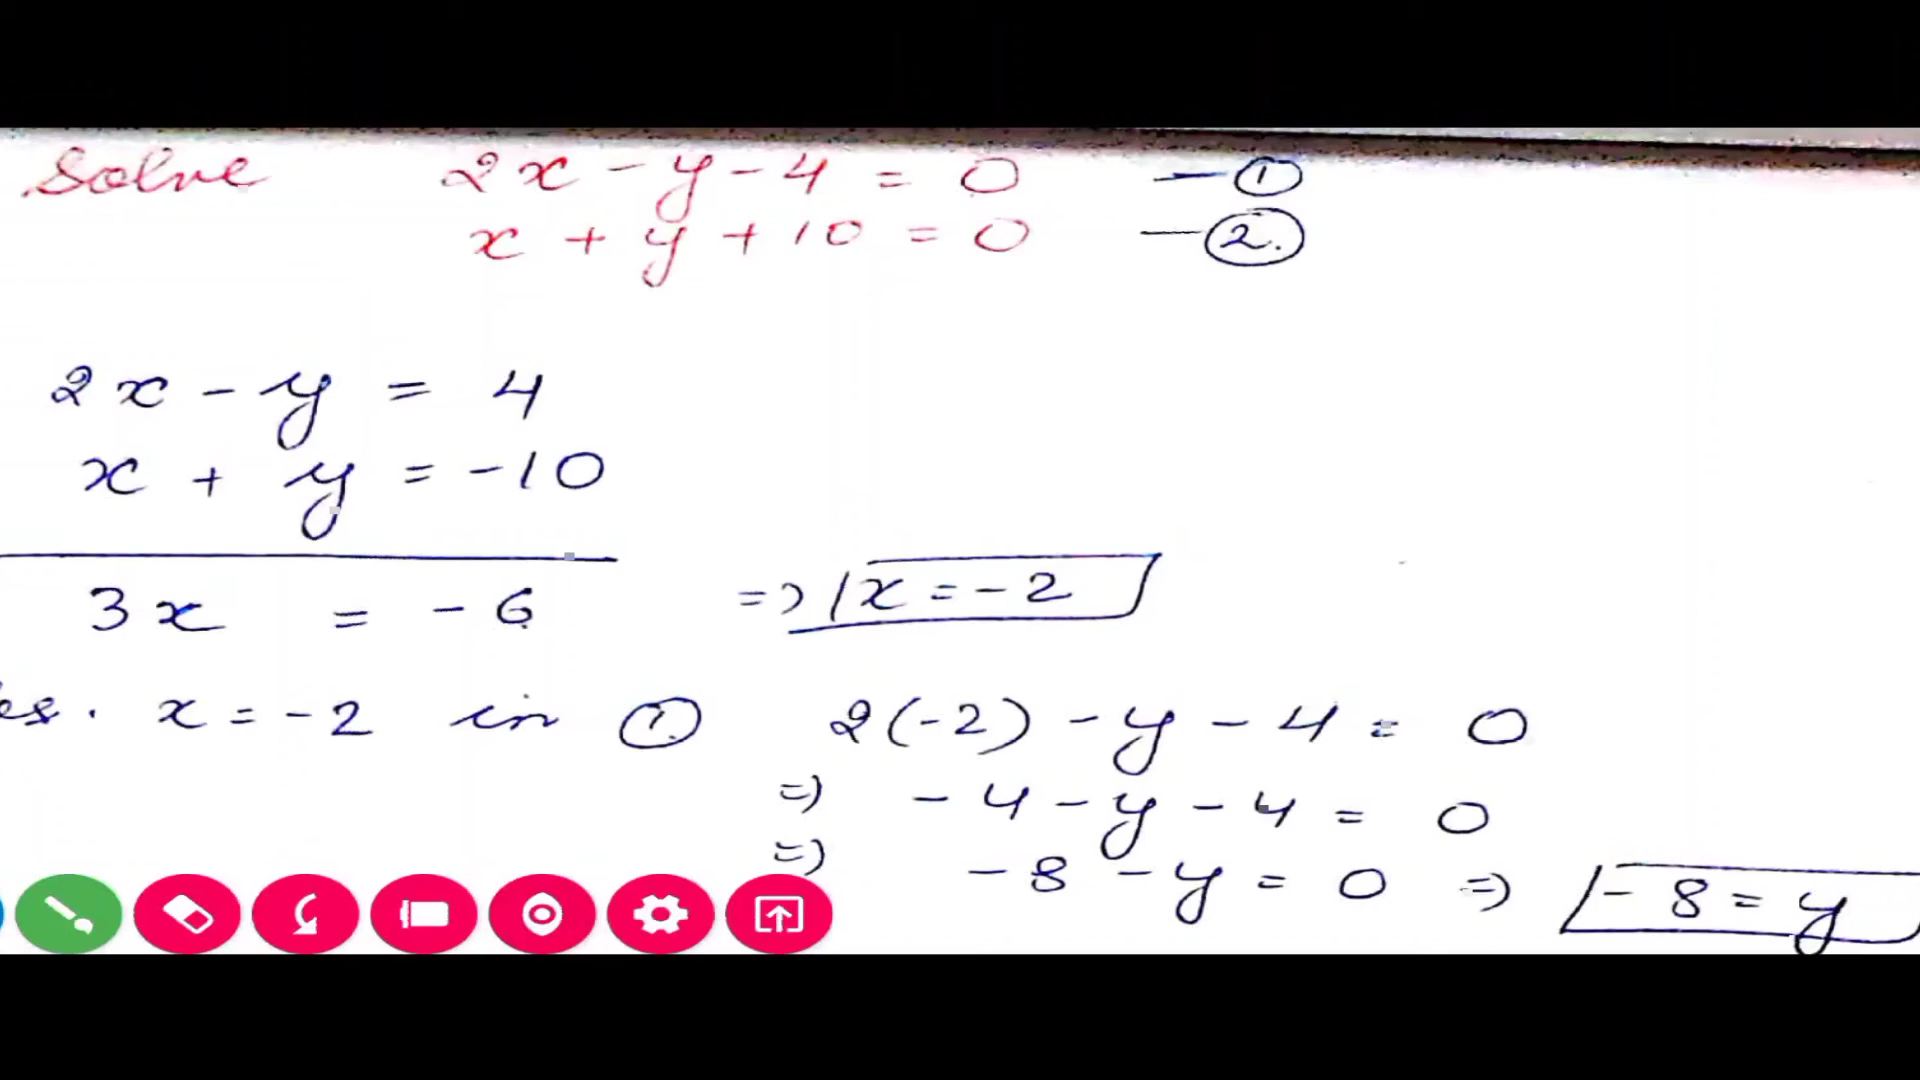 Solve 2x - y - 4 = 0 - ①
x + y + 10 = 0 - ②.
2x - y = 4
x + y = -10
3x = -6 => x = -2
x = -2 in ① 2(-2) - y - 4 = 0
=> -4 - y - 4 = 0
=> -8 - y = 0 => -8 = y